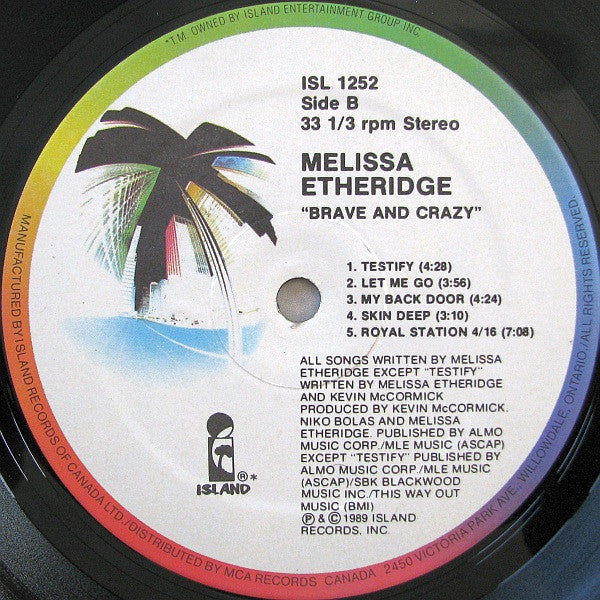 *T.M. OWNED BY ISLAND ENTERTAINMENT GROUP INC.
ISL 1252
Side B
33 1/3 rpm Stereo
MELISSA
ETHERIDGE
“BRAVE AND CRAZY”
1. TESTIFY (4:28)
2. LET ME GO (3:56)
3. MY BACK DOOR (4:24)
4. SKIN DEEP (3:10)
5. ROYAL STATION 4/16 (7:08)
ALL SONGS WRITTEN BY MELISSA
ETHERIDGE EXCEPT “TESTIFY”
WRITTEN BY MELISSA ETHERIDGE
AND KEVIN McCORMICK
PRODUCED BY KEVIN McCORMICK.
NIKO BOLAS AND MELISSA
ETHERIDGE. PUBLISHED BY ALMO
MUSIC CORP./MLE MUSIC (ASCAP)
EXCEPT “TESTIFY” PUBLISHED BY
ALMO MUSIC CORP./MLE MUSIC
(ASCAP)/SBK BLACKWOOD
MUSIC INC./THIS WAY OUT
MUSIC (BMI)
Ⓟ & © 1989 ISLAND
RECORDS, INC.
i
®*
ISLAND
MANUFACTURED BY ISLAND RECORDS OF CANADA LTD./DISTRIBUTED BY MCA RECORDS CANADA 2450 VICTORIA PARK AVE, WILLOWDALE, ONTARIO./ALL RIGHTS RESERVED.